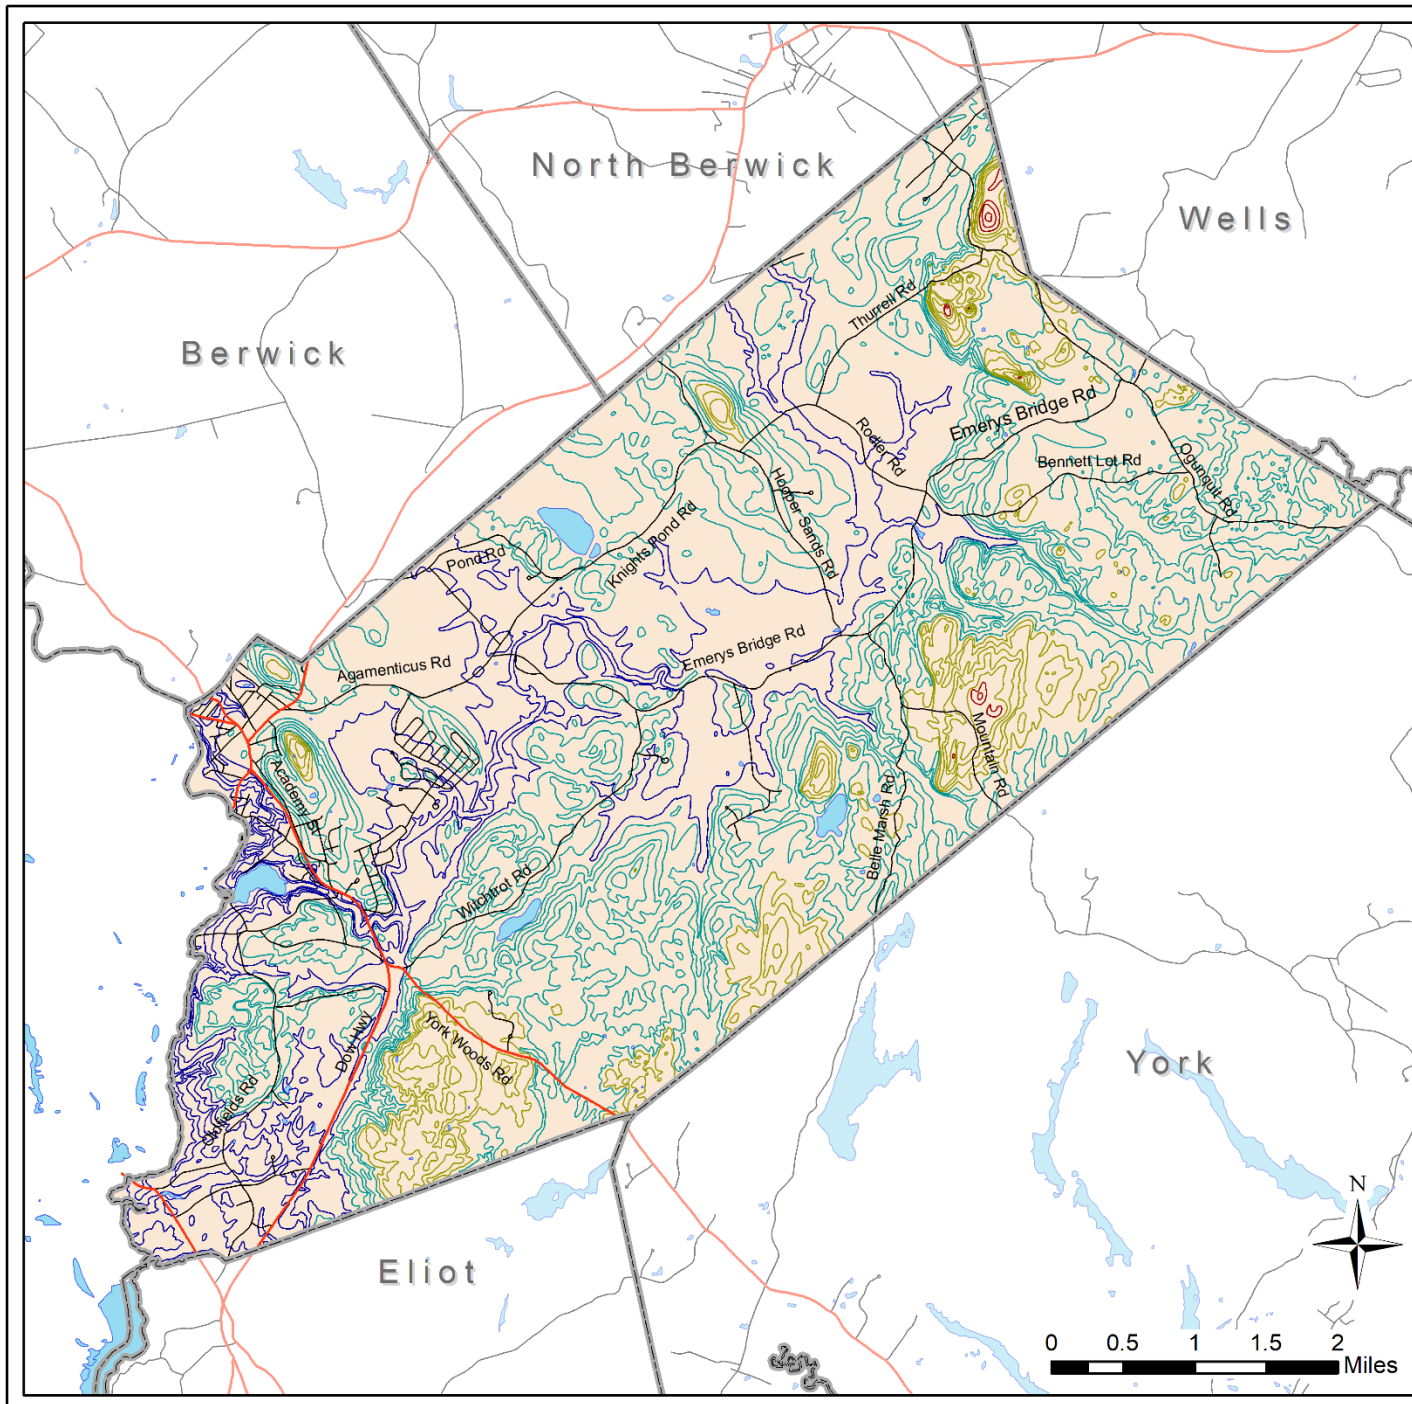 North Berwick
Wells
Berwick
Thurrell Rd
Emerys Bridge Rd
Rodier Rd
Bennett Lot Rd
Ogunquit Rd
Hooper Sands Rd
Knights Pond Rd
Pond Rd
Emerys Bridge Rd
Agamenticus Rd
Mountain Rd
Academy St
Belle Marsh Rd
Witchtrot Rd
York Woods Rd
Dow Hwy
York
Oldfields Rd
N
Eliot
0 0.5 1 1.5 2
Miles